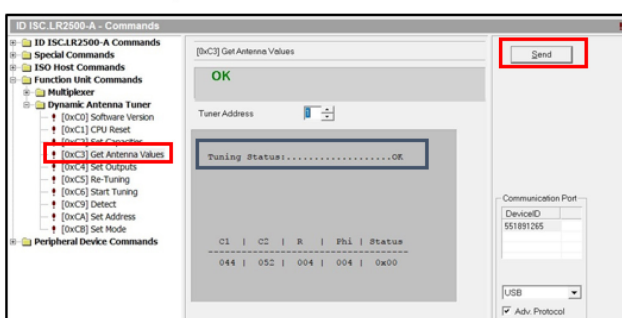 ID ISC.LR2500-A - Commands
ID ISC.LR2500-A Commands
Special Commands
ISO Host Commands
Function Unit Commands
Multiplexer
Dynamic Antenna Tuner
[0xC0] Software Version
[0xC1] CPU Reset
[0xC2] Set Capacities
[0xC3] Get Antenna Values
[0xC4] Set Outputs
[0xC5] Re-Tuning
[0xC6] Start Tuning
[0xC9] Detect
[0xCA] Set Address
[0xCB] Set Mode
Peripheral Device Commands
[0xC3] Get Antenna Values
OK
Tuner Address
Tuning Status:...................OK
C1 | C2 | R | Phi | Status
044 | 052 | 004 | 004 | 0x00
Send
Communication Port
DeviceID
551891265
USB
Adv. Protocol